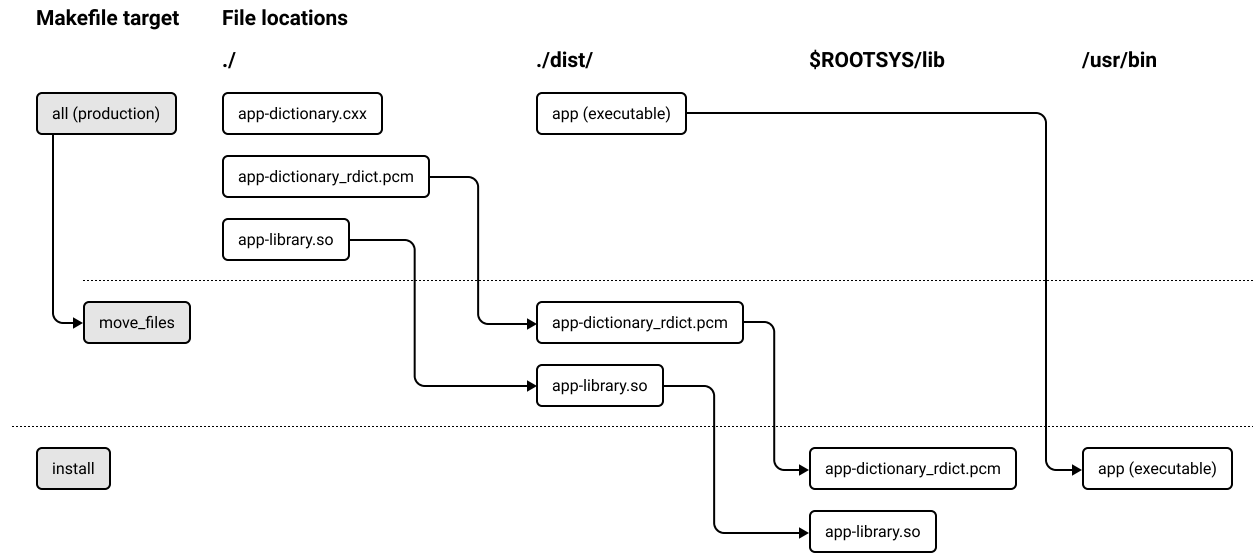 Makefile target
File locations
./
./dist/
$ROOTSYS/lib
/usr/bin
all (production)
app-dictionary.cxx
app (executable)
app-dictionary_rdict.pcm
app-library.so
move_files
app-dictionary_rdict.pcm
app-library.so
install
app-dictionary_rdict.pcm
app (executable)
app-library.so